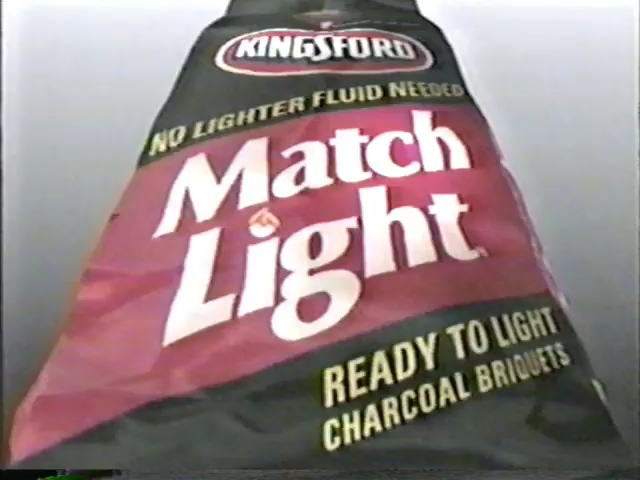 KINGSFORD
NO LIGHTER FLUID NEEDED
Match
Light
READY TO LIGHT
CHARCOAL BRIQUETS